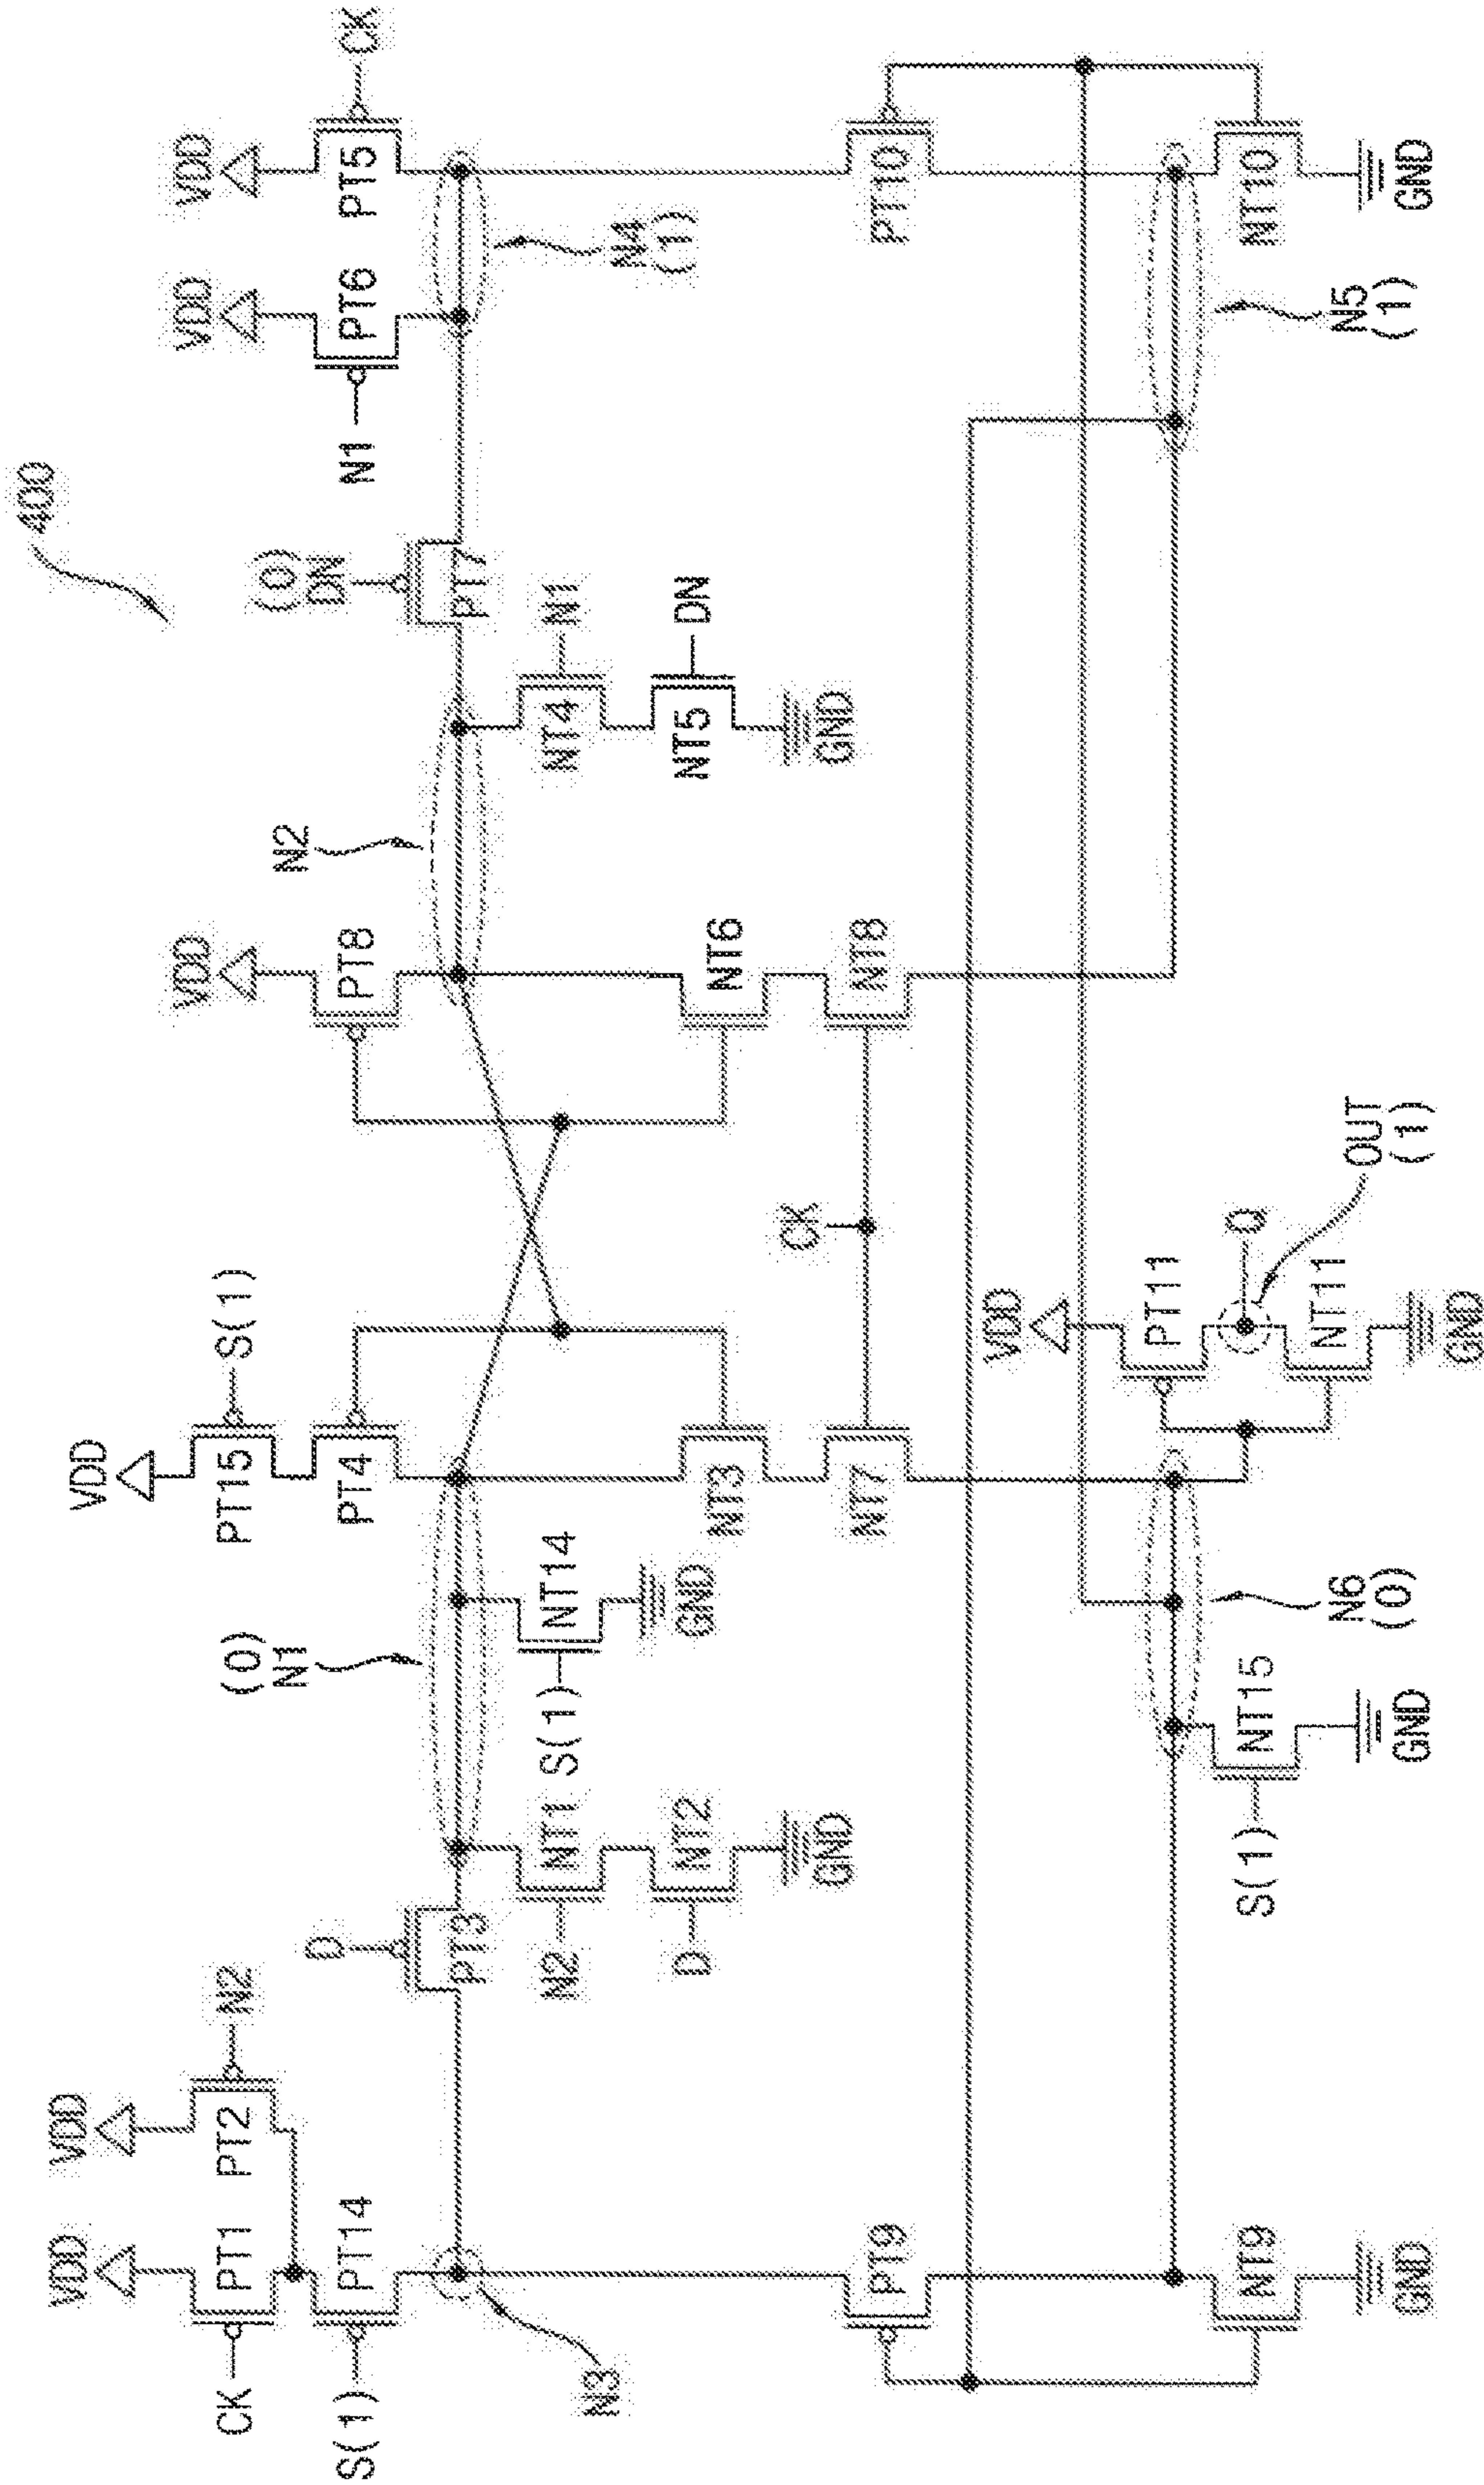 400
VDD
VDD
VDD
VDD
VDD
VDD
CK
PT1
PT2
N2
S(1)
PT14
PT15
S(1)
PT4
PT8
N1
PT6
PT5
CK
(0)
N1
N2
(0)
DN
D
PT3
PT7
N3
N2
NT1
S(1)
NT14
NT4
N1
N4
(1)
D
NT2
GND
GND
NT3
NT6
NT5
DN
GND
CK
NT7
NT8
PT9
PT10
VDD
PT11
Q
OUT
(1)
NT11
GND
S(1)
NT15
GND
N6
(0)
N5
(1)
NT9
GND
NT10
GND